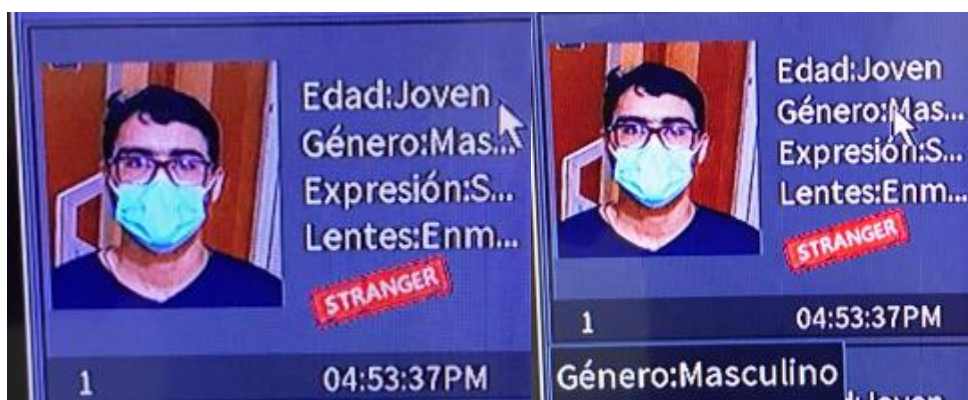 Edad:Joven
Género:Mas...
Expresión:S...
Lentes:Enm...
STRANGER
1 04:53:37PM
Edad:Joven
Género:Mas...
Expresión:S...
Lentes:Enm...
STRANGER
1 04:53:37PM
Género:Masculino